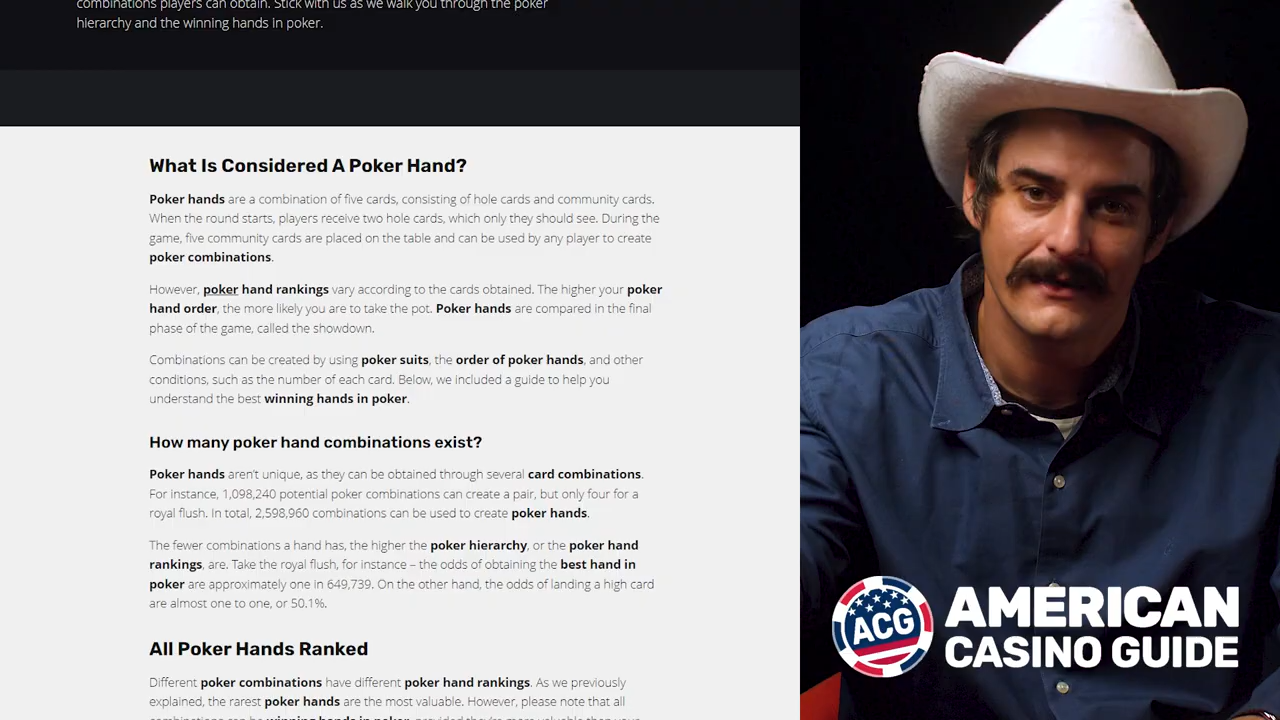 combinations players can obtain. Stick with us as we walk you through the poker
hierarchy and the winning hands in poker.
What Is Considered A Poker Hand?
Poker hands are a combination of five cards, consisting of hole cards and community cards.
When the round starts, players receive two hole cards, which only they should see. During the
game, five community cards are placed on the table and can be used by any player to create
poker combinations.
However, poker hand rankings vary according to the cards obtained. The higher your poker
hand order, the more likely you are to take the pot. Poker hands are compared in the final
phase of the game, called the showdown.
Combinations can be created by using poker suits, the order of poker hands, and other
conditions, such as the number of each card. Below, we included a guide to help you
understand the best winning hands in poker.
How many poker hand combinations exist?
Poker hands aren't unique, as they can be obtained through several card combinations.
For instance, 1,098,240 potential poker combinations can create a pair, but only four for a
royal flush. In total, 2,598,960 combinations can be used to create poker hands.
The fewer combinations a hand has, the higher the poker hierarchy, or the poker hand
rankings, are. Take the royal flush, for instance – the odds of obtaining the best hand in
poker are approximately one in 649,739. On the other hand, the odds of landing a high card
are almost one to one, or 50.1%.
All Poker Hands Ranked
Different poker combinations have different poker hand rankings. As we previously
explained, the rarest poker hands are the most valuable. However, please note that all
combinations can be winning hands in poker, provided they're more valuable than your
ACG
AMERICAN
CASINO GUIDE